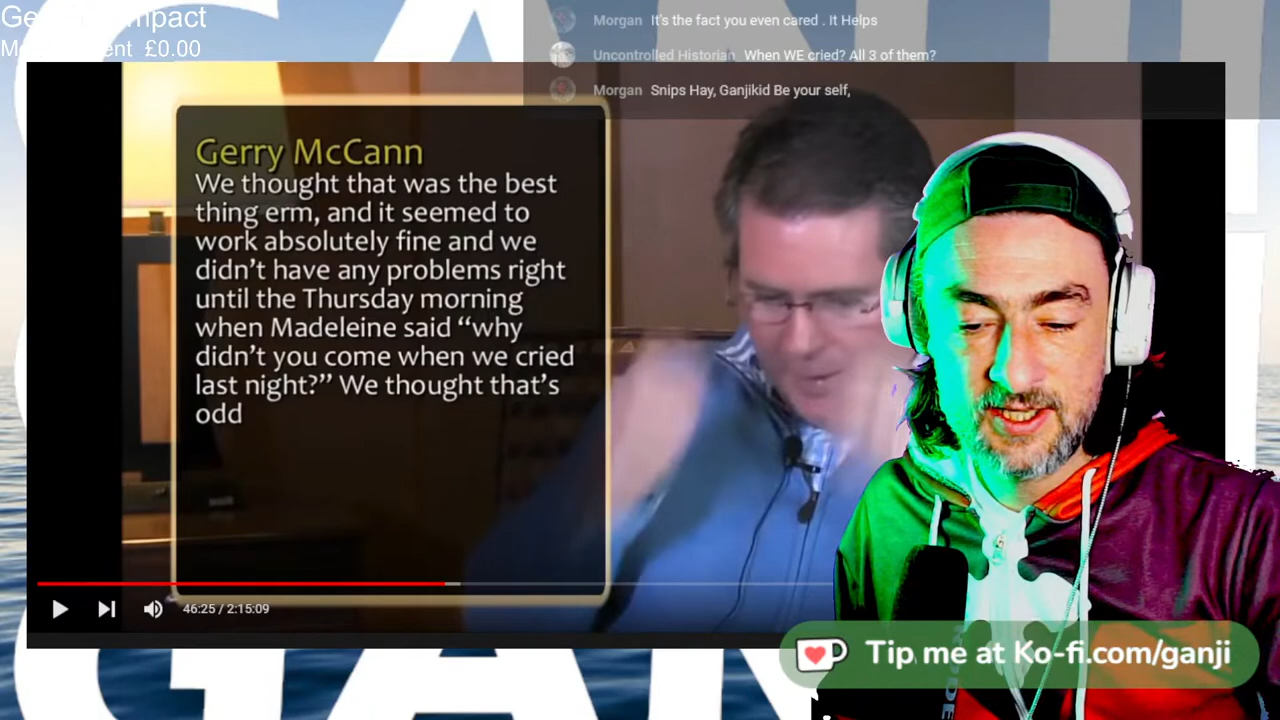 Morgan It's the fact you even cared . It Helps
Uncontrolled Historian When WE cried? All 3 of them?
Morgan Snips Hay, Ganjikid Be your self,
£0.00
Gerry McCann
We thought that was the best
thing erm, and it seemed to
work absolutely fine and we
didn't have any problems right
until the Thursday morning
when Madeleine said “why
didn't you come when we cried
last night?” We thought that's
odd
46:25 / 2:15:09
Tip me at Ko-fi.com/ganji